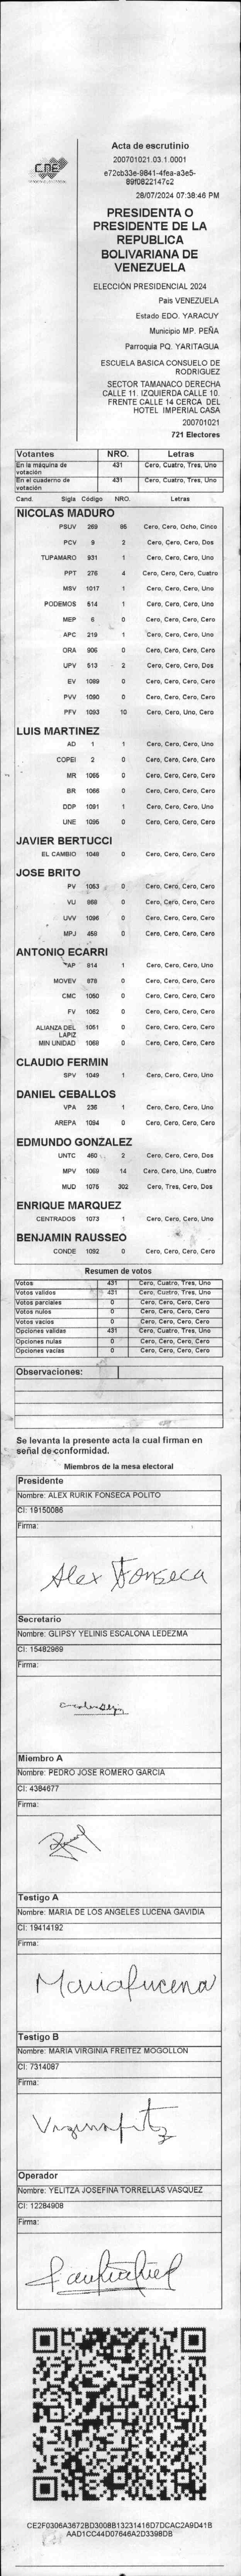 CNE
Acta de escrutinio
200701021.03.1.0001
e72cb33e-9841-4fea-a3e5-
89f0822147c2
28/07/2024 07:38:46 PM
PRESIDENTA O
PRESIDENTE DE LA
REPUBLICA
BOLIVARIANA DE
VENEZUELA
ELECCIÓN PRESIDENCIAL 2024
País VENEZUELA
Estado EDO. YARACUY
Municipio MP. PEÑA
Parroquia PQ. YARITAGUA
ESCUELA BASICA CONSUELO DE
RODRIGUEZ
SECTOR TAMANACO DERECHA
CALLE 11. IZQUIERDA CALLE 10.
FRENTE CALLE 14 CERCA DEL
HOTEL IMPERIAL CASA
200701021
721 Electores
Votantes NRO. Letras
En la máquina de votación 431 Cero, Cuatro, Tres, Uno
En el cuaderno de votación 431 Cero, Cuatro, Tres, Uno
Cand. Sigla Código NRO. Letras
NICOLAS MADURO
PSUV 269 85 Cero, Cero, Ocho, Cinco
PCV 9 2 Cero, Cero, Cero, Dos
TUPAMARO 931 1 Cero, Cero, Cero, Uno
PPT 276 4 Cero, Cero, Cero, Cuatro
MSV 1017 1 Cero, Cero, Cero, Uno
PODEMOS 514 1 Cero, Cero, Cero, Uno
MEP 6 0 Cero, Cero, Cero, Cero
APC 219 1 Cero, Cero, Cero, Uno
ORA 906 0 Cero, Cero, Cero, Cero
UPV 513 2 Cero, Cero, Cero, Dos
EV 1089 0 Cero, Cero, Cero, Cero
PVV 1090 0 Cero, Cero, Cero, Cero
PFV 1093 10 Cero, Cero, Uno, Cero
LUIS MARTINEZ
AD 1 1 Cero, Cero, Cero, Uno
COPEI 2 0 Cero, Cero, Cero, Cero
MR 1065 0 Cero, Cero, Cero, Cero
BR 1066 0 Cero, Cero, Cero, Cero
DDP 1091 1 Cero, Cero, Cero, Uno
UNE 1095 0 Cero, Cero, Cero, Cero
JAVIER BERTUCCI
EL CAMBIO 1048 0 Cero, Cero, Cero, Cero
JOSE BRITO
PV 1053 0 Cero, Cero, Cero, Cero
VU 868 0 Cero, Cero, Cero, Cero
UVV 1096 0 Cero, Cero, Cero, Cero
MPJ 459 0 Cero, Cero, Cero, Cero
ANTONIO ECARRI
AP 814 1 Cero, Cero, Cero, Uno
MOVEV 878 0 Cero, Cero, Cero, Cero
CMC 1050 0 Cero, Cero, Cero, Cero
FV 1082 0 Cero, Cero, Cero, Cero
ALIANZA DEL LAPIZ 1051 0 Cero, Cero, Cero, Cero
MIN UNIDAD 1068 0 Cero, Cero, Cero, Cero
CLAUDIO FERMIN
SPV 1049 1 Cero, Cero, Cero, Uno
DANIEL CEBALLOS
VPA 236 1 Cero, Cero, Cero, Uno
AREPA 1094 0 Cero, Cero, Cero, Cero
EDMUNDO GONZALEZ
UNTC 460 2 Cero, Cero, Cero, Dos
MPV 1069 14 Cero, Cero, Uno, Cuatro
MUD 1075 302 Cero, Tres, Cero, Dos
ENRIQUE MARQUEZ
CENTRADOS 1073 1 Cero, Cero, Cero, Uno
BENJAMIN RAUSSEO
CONDE 1092 0 Cero, Cero, Cero, Cero
Resumen de votos
Votos 431 Cero, Cuatro, Tres, Uno
Votos validos 431 Cero, Cuatro, Tres, Uno
Votos parciales 0 Cero, Cero, Cero, Cero
Votos nulos 0 Cero, Cero, Cero, Cero
Votos vacios 0 Cero, Cero, Cero, Cero
Opciones validas 431 Cero, Cuatro, Tres, Uno
Opciones nulas 0 Cero, Cero, Cero, Cero
Opciones vacías 0 Cero, Cero, Cero, Cero
Observaciones:
Se levanta la presente acta la cual firman en
señal de conformidad.
Miembros de la mesa electoral
Presidente
Nombre: ALEX RURIK FONSECA POLITO
CI: 19150086
Firma:
Alex Fonseca
Secretario
Nombre: GLIPSY YELINIS ESCALONA LEDEZMA
CI: 15482969
Firma:
Miembro A
Nombre: PEDRO JOSE ROMERO GARCIA
CI: 4384677
Firma:
Testigo A
Nombre: MARIA DE LOS ANGELES LUCENA GAVIDIA
CI: 19414192
Firma:
Maria Lucena
Testigo B
Nombre: MARIA VIRGINIA FREITEZ MOGOLLON
CI: 7314087
Firma:
Operador
Nombre: YELITZA JOSEFINA TORRELLAS VASQUEZ
CI: 12284908
Firma:
CE2F0306A3672BD3008B13231416D7DCAC2A9D41B
AAD1CC44D07646A2D3398DB